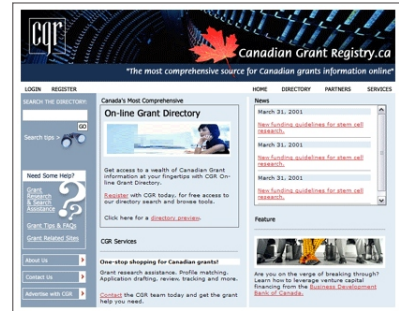 cgr
Canadian Grant Registry.ca
"The most comprehensive source for Canadian grants information online"
LOGIN REGISTER
HOME DIRECTORY PARTNERS SERVICES
SEARCH THE DIRECTORY:
GO
Search tips >
Need Some Help?
Grant
Research
& Search
Assistance
?
Grant Tips & FAQs
Grant Related Sites
About Us
Contact Us
Advertise with CGR
Canada's Most Comprehensive
On-line Grant Directory
Get access to a wealth of Canadian Grant
information at your fingertips with CGR On-
line Grant Directory.
Register with CGR today, for free access to
our directory search and browse tools.
Click here for a directory preview.
CGR Services
One-stop shopping for Canadian grants!
Grant research assistance. Profile matching.
Application drafting, review, tracking and more.
Contact the CGR team today and get the grant
help you need.
News
March 31, 2001
New funding guidelines for stem cell
research.
March 31, 2001
New funding guidelines for stem cell
research.
March 31, 2001
New funding guidelines for stem cell
research.
Feature
Are you on the verge of breaking through?
Learn how to leverage venture capital
financing from the Business Development
Bank of Canada.